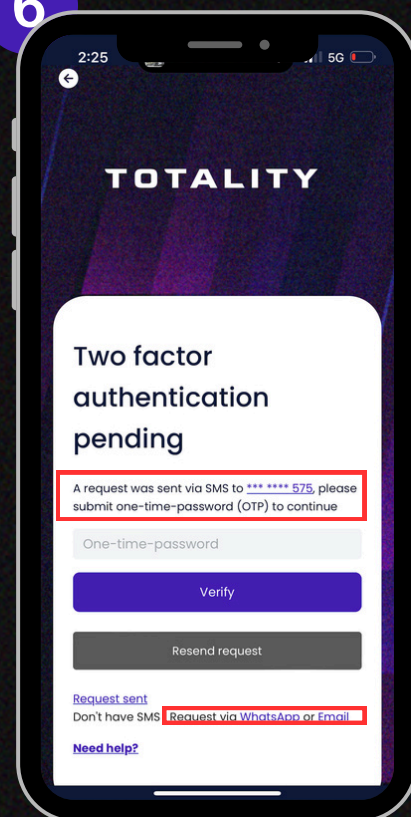 6
2:25
5G
TOTALITY
Two factor
authentication
pending
A request was sent via SMS to *** **** 575, please
submit one-time-password (OTP) to continue
One-time-password
Verify
Resend request
Request sent
Don't have SMS Request via WhatsApp or Email
Need help?